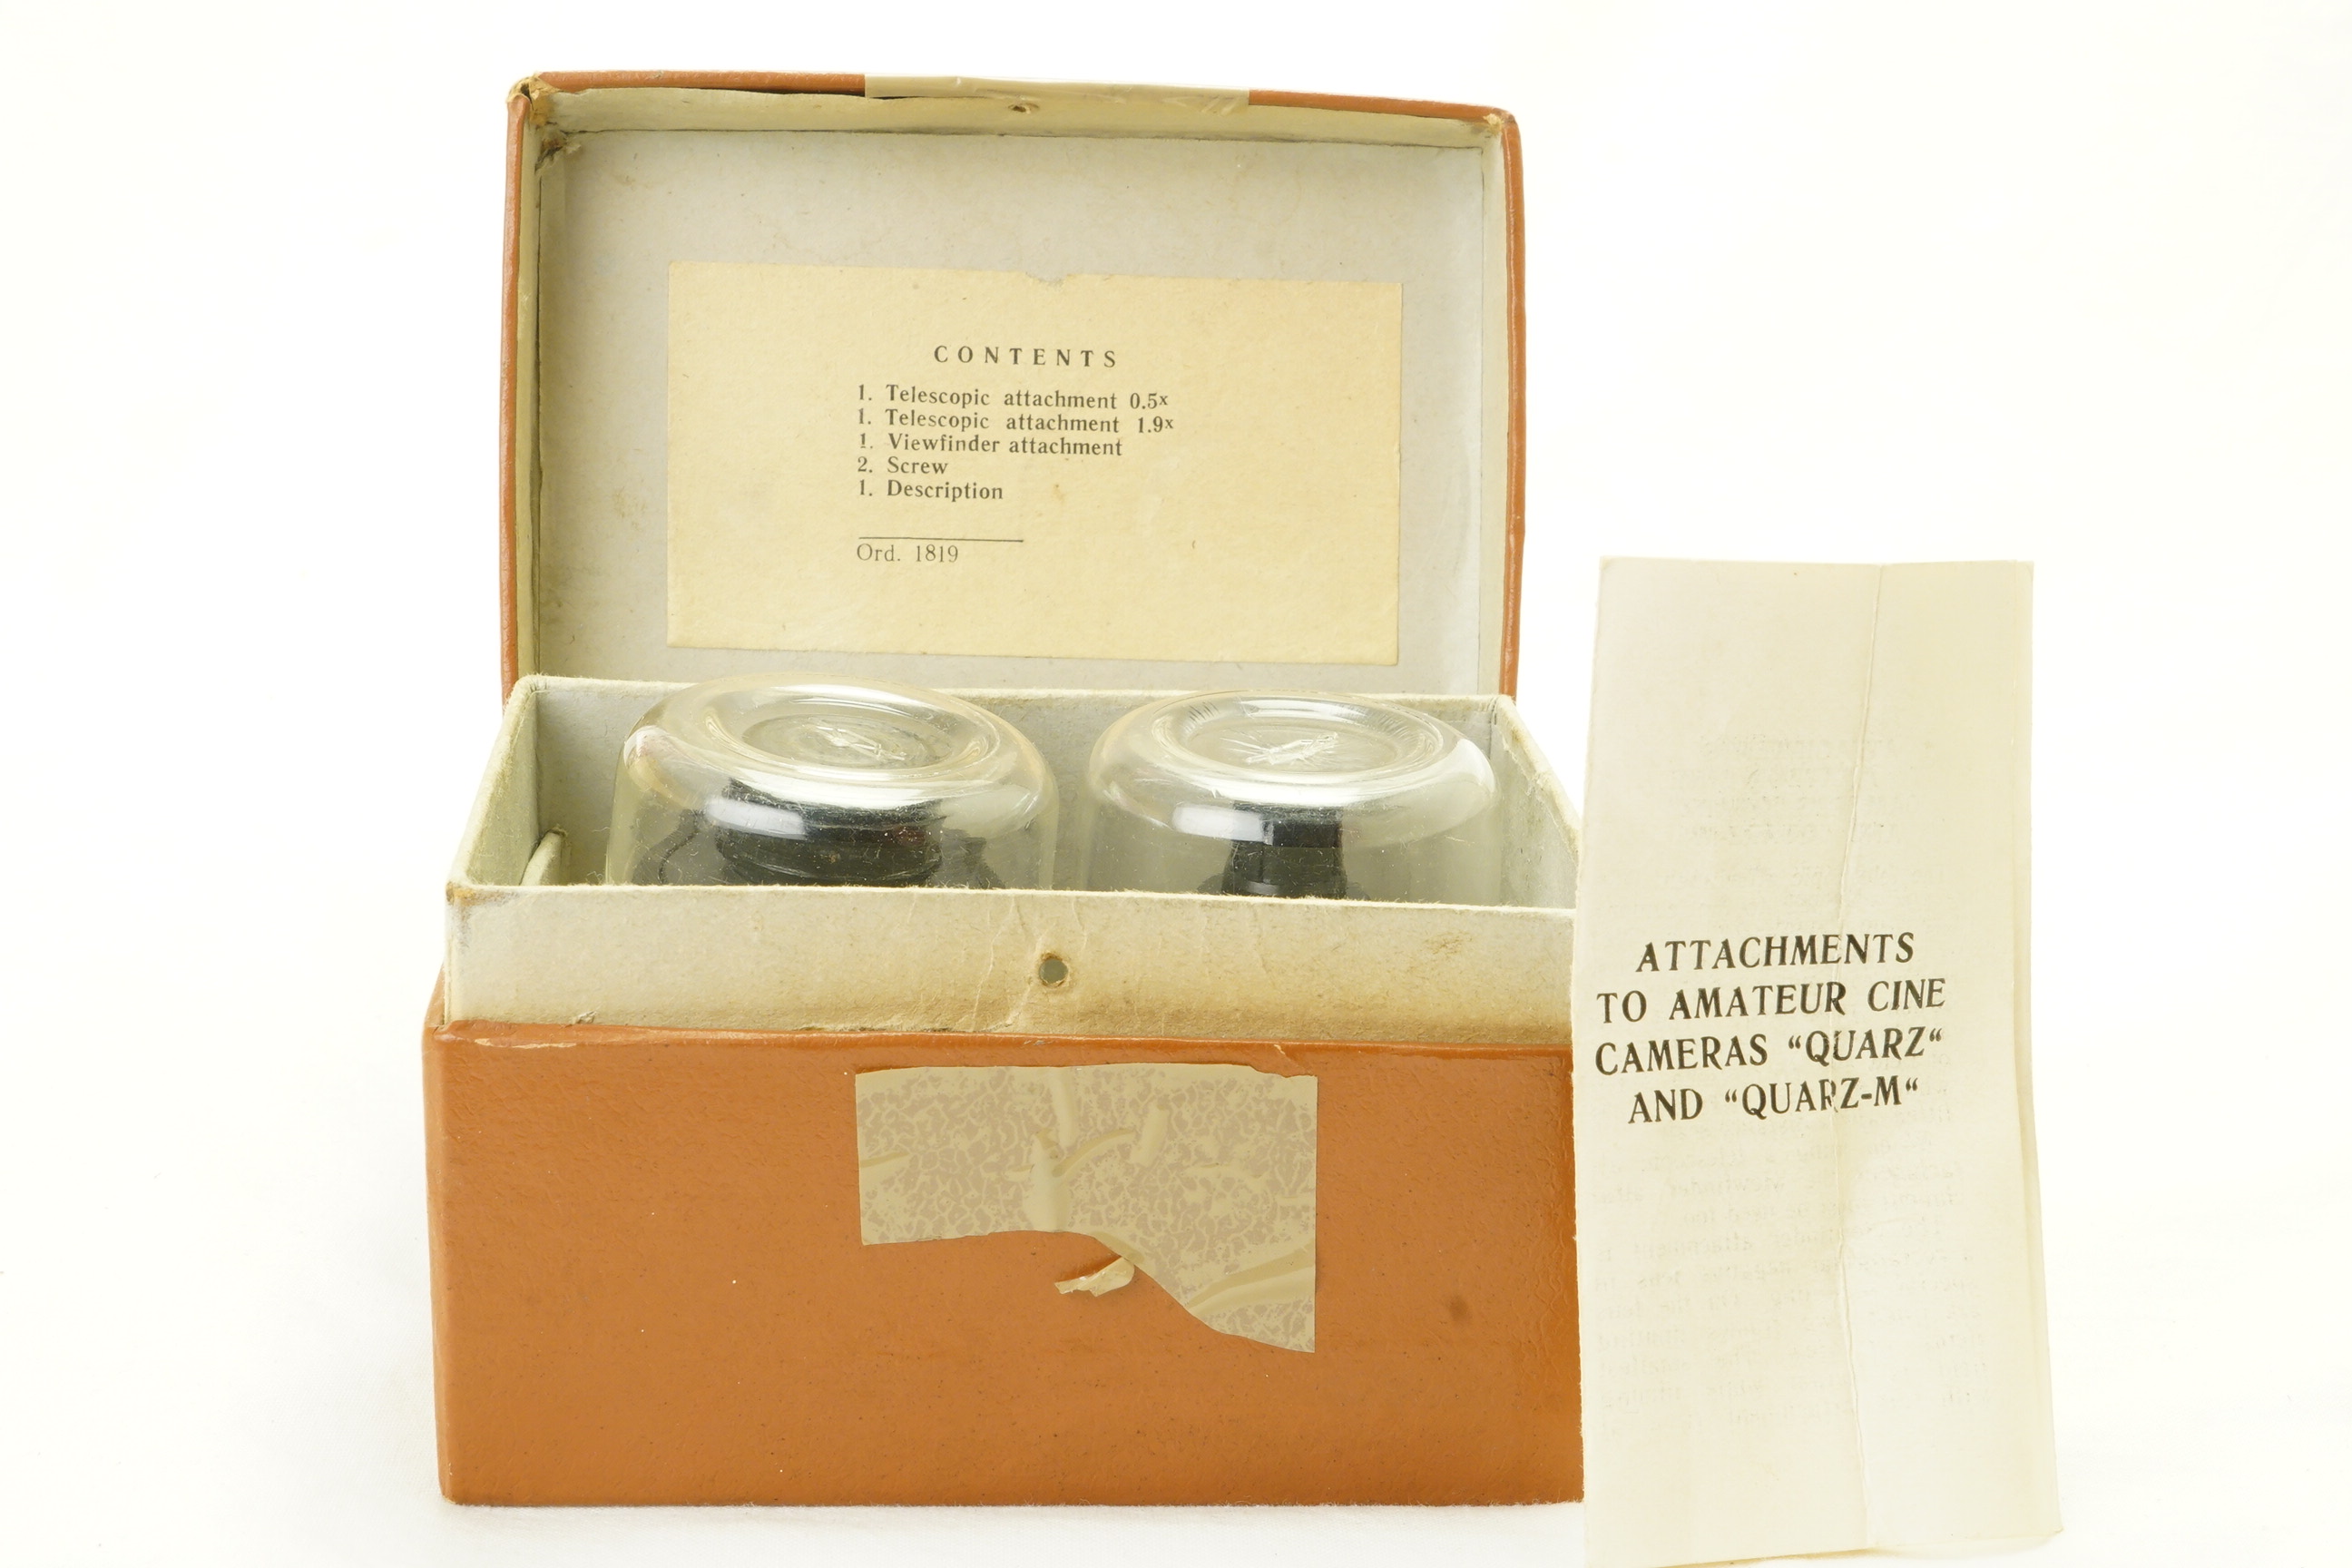 CONTENTS
1. Telescopic attachment 0.5x
1. Telescopic attachment 1.9x
1. Viewfinder attachment
2. Screw
1. Description
Ord. 1819
ATTACHMENTS
TO AMATEUR CINE
CAMERAS “QUARZ“
AND “QUARZ-M“